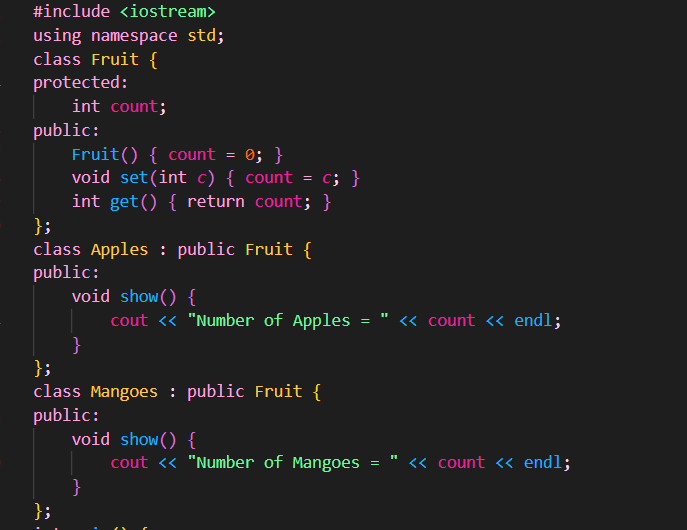 #include <iostream>
using namespace std;
class Fruit {
protected:
    int count;
public:
    Fruit() { count = 0; }
    void set(int c) { count = c; }
    int get() { return count; }
};
class Apples : public Fruit {
public:
    void show() {
        cout << "Number of Apples = " << count << endl;
    }
};
class Mangoes : public Fruit {
public:
    void show() {
        cout << "Number of Mangoes = " << count << endl;
    }
};